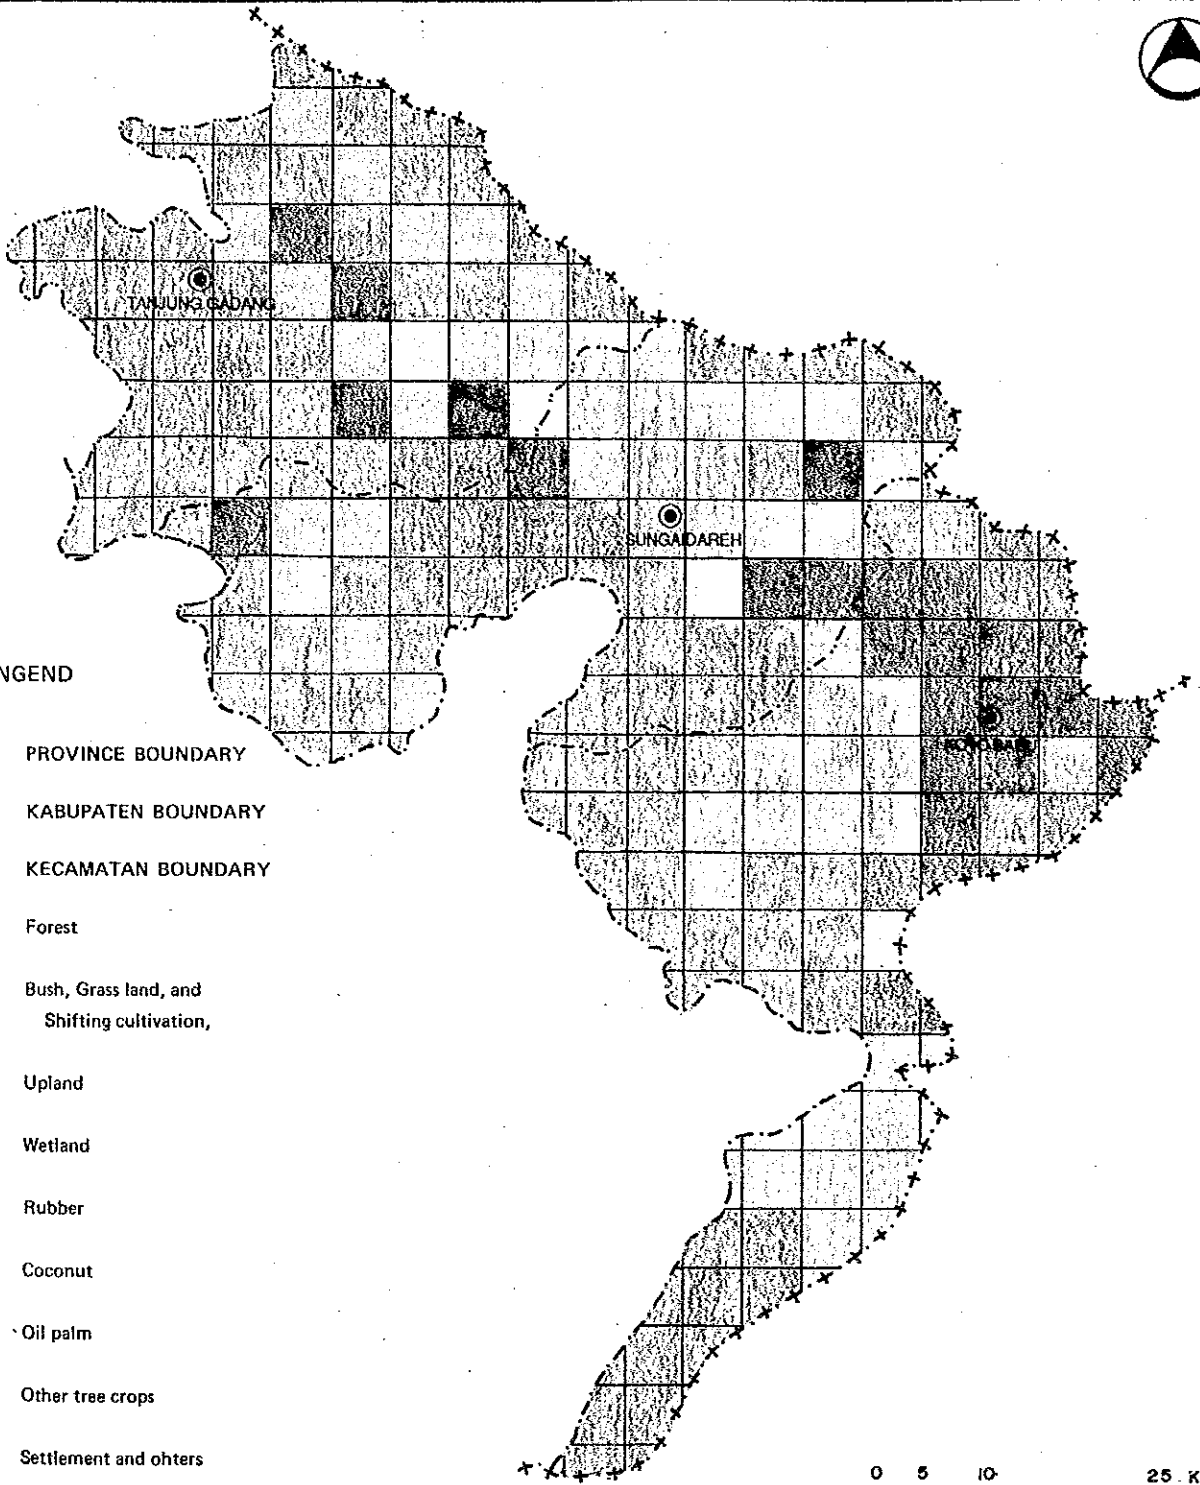 TANJUNG GADANG
SUNGAIDAREH
NGEND
PROVINCE BOUNDARY
KABUPATEN BOUNDARY
KECAMATAN BOUNDARY
Forest
Bush, Grass land, and
Shifting cultivation,
Upland
Wetland
Rubber
Coconut
Oil palm
Other tree crops
Settlement and ohters
0 5 10 25 K